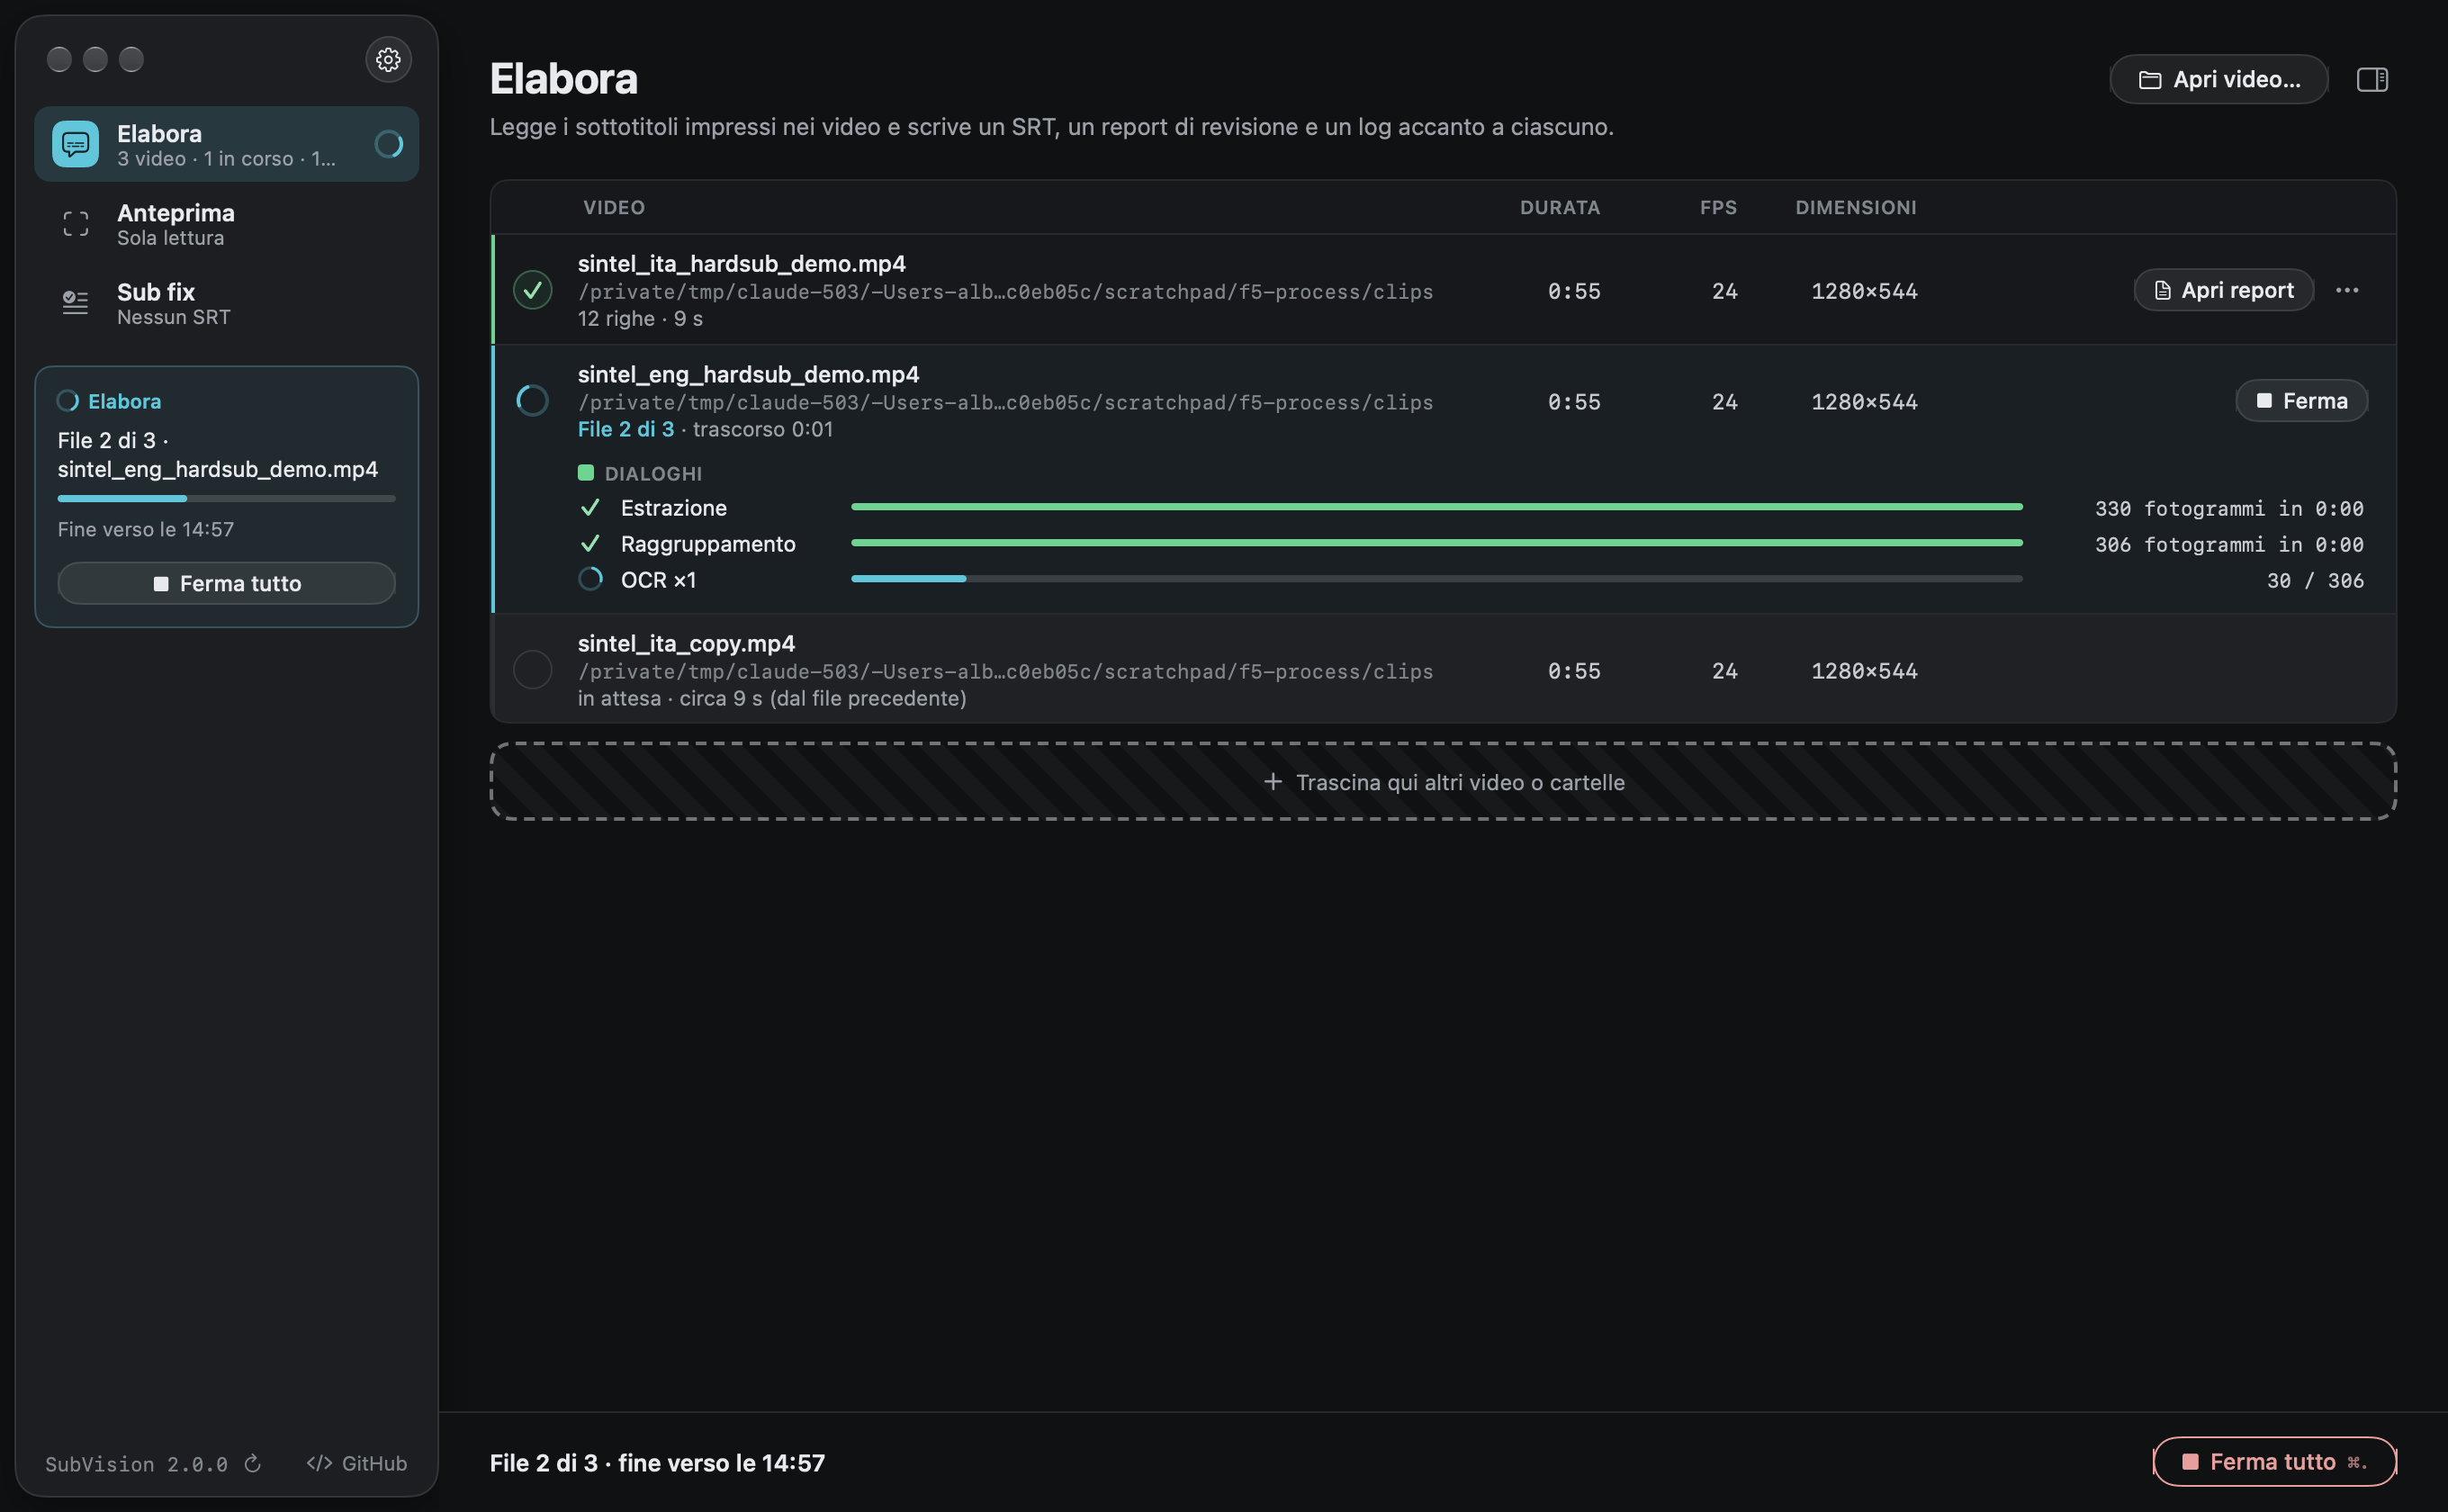 Elabora
3 video · 1 in corso · 1…
Anteprima
Sola lettura
Sub fix
Nessun SRT
Elabora
File 2 di 3 ·
sintel_eng_hardsub_demo.mp4
Fine verso le 14:57
Ferma tutto
SubVision 2.0.0
</> GitHub
Elabora
Apri video…
Legge i sottotitoli impressi nei video e scrive un SRT, un report di revisione e un log accanto a ciascuno.
VIDEO DURATA FPS DIMENSIONI
sintel_ita_hardsub_demo.mp4
/private/tmp/claude-503/-Users-alb…c0eb05c/scratchpad/f5-process/clips 0:55 24 1280×544 Apri report
12 righe · 9 s
sintel_eng_hardsub_demo.mp4
/private/tmp/claude-503/-Users-alb…c0eb05c/scratchpad/f5-process/clips 0:55 24 1280×544 Ferma
File 2 di 3 · trascorso 0:01
DIALOGHI
Estrazione 330 fotogrammi in 0:00
Raggruppamento 306 fotogrammi in 0:00
OCR ×1 30 / 306
sintel_ita_copy.mp4
/private/tmp/claude-503/-Users-alb…c0eb05c/scratchpad/f5-process/clips 0:55 24 1280×544
in attesa · circa 9 s (dal file precedente)
+ Trascina qui altri video o cartelle
File 2 di 3 · fine verso le 14:57
Ferma tutto ⌘.